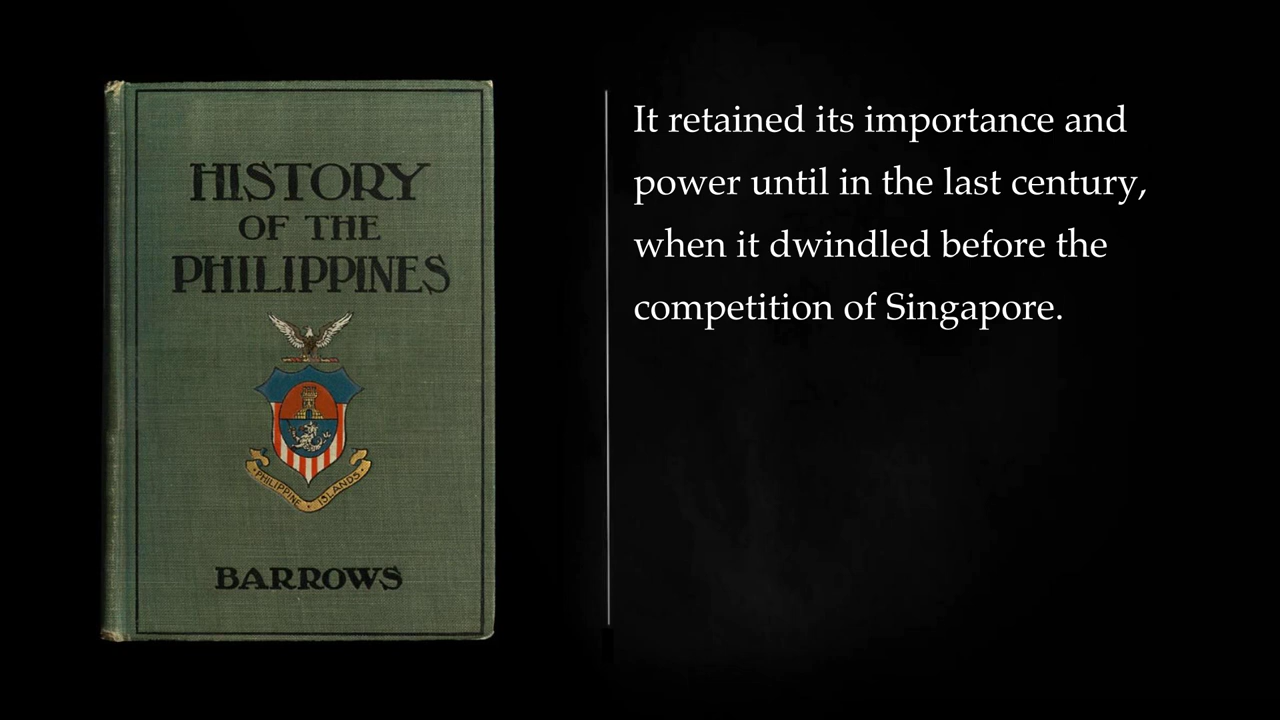 HISTORY
OF THE
PHILIPPINES
PHILIPPINE ISLANDS
BARROWS
It retained its importance and
power until in the last century,
when it dwindled before the
competition of Singapore.